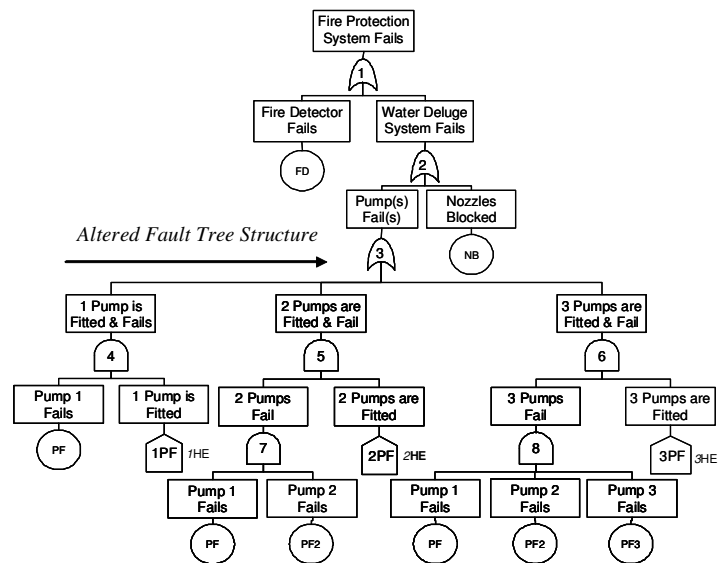 Fire Protection
System Fails
1
Fire Detector
Fails
Water Deluge
System Fails
FD
2
Pump(s)
Fail(s)
Nozzles
Blocked
Altered Fault Tree Structure
3
NB
1 Pump is
Fitted & Fails
2 Pumps are
Fitted & Fail
3 Pumps are
Fitted & Fail
4
5
6
Pump 1
Fails
1 Pump is
Fitted
2 Pumps
Fail
2 Pumps are
Fitted
3 Pumps
Fail
3 Pumps are
Fitted
PF
1PF
1HE
7
2PF
2HE
8
3PF
3HE
Pump 1
Fails
Pump 2
Fails
Pump 1
Fails
Pump 2
Fails
Pump 3
Fails
PF
PF2
PF
PF2
PF3